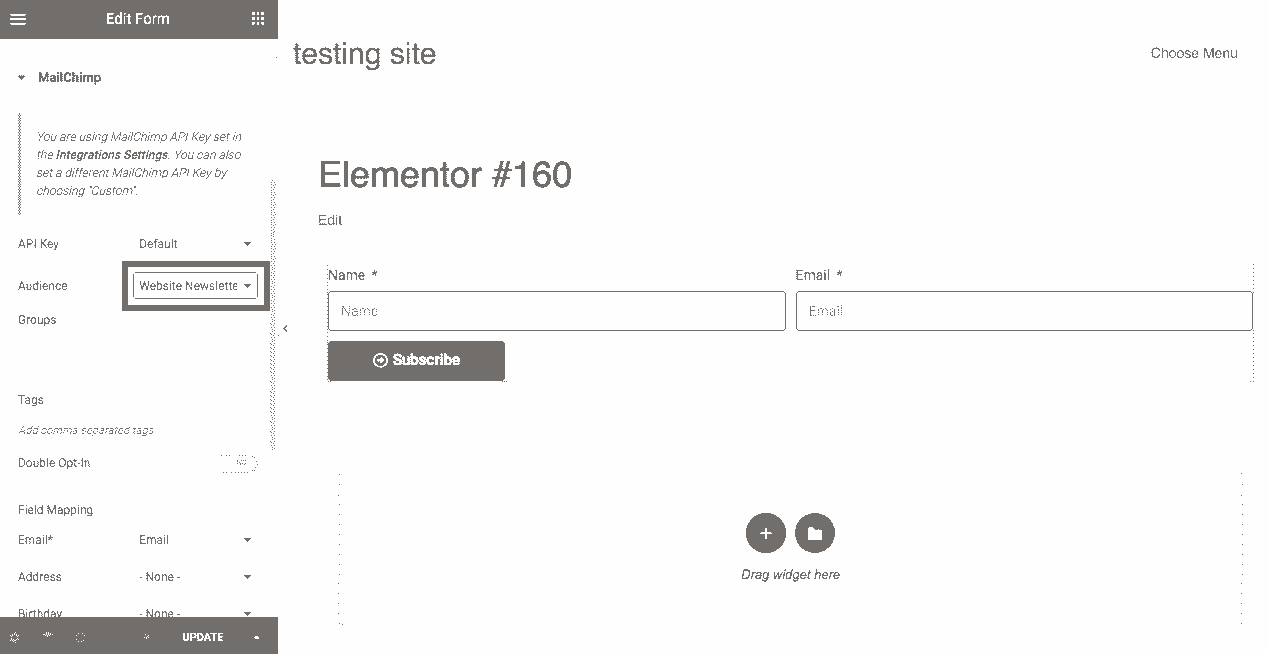 Edit Form
MailChimp
You are using MailChimp API Key set in
the Integrations Settings. You can also
set a different MailChimp API Key by
choosing "Custom".
API Key Default
Audience Website Newslette
Groups
Tags
Add comma separated tags
Double Opt-In
Field Mapping
Email* Email
Address - None -
Birthday - None -
UPDATE
testing site
Choose Menu
Elementor #160
Edit
Name * Email *
Name Email
Subscribe
Drag widget here